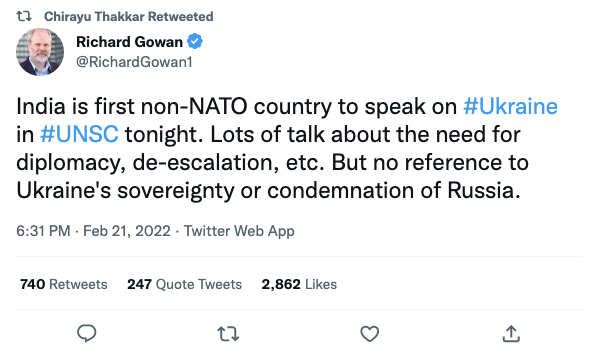 Chirayu Thakkar Retweeted
Richard Gowan
@RichardGowan1
India is first non-NATO country to speak on #Ukraine
in #UNSC tonight. Lots of talk about the need for
diplomacy, de-escalation, etc. But no reference to
Ukraine's sovereignty or condemnation of Russia.
6:31 PM · Feb 21, 2022 · Twitter Web App
740 Retweets 247 Quote Tweets 2,862 Likes